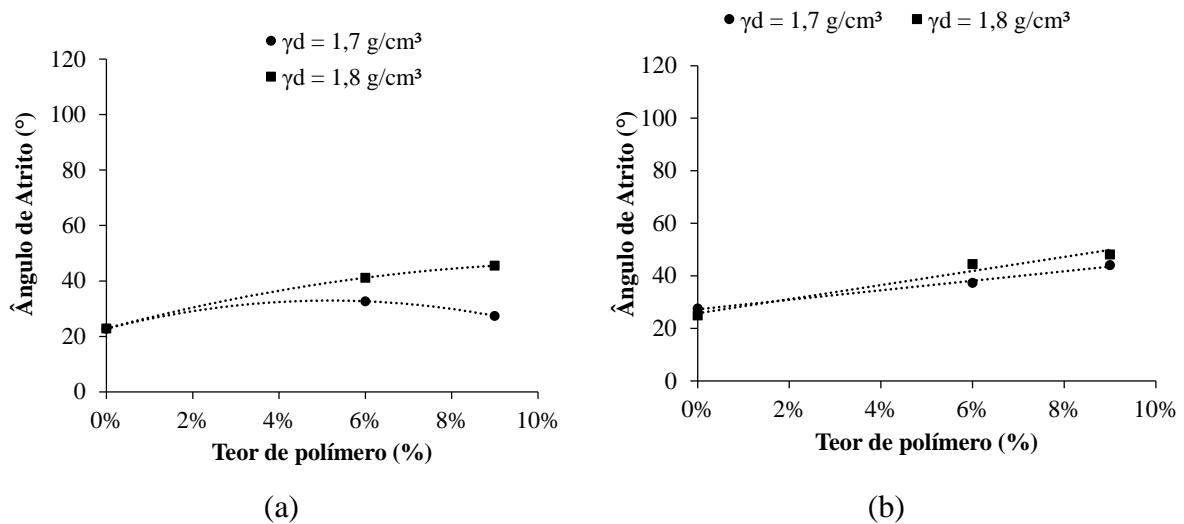 γd = 1,7 g/cm³
γd = 1,8 g/cm³
120
100
80
60
40
20
0
Ângulo de Atrito (°)
0% 2% 4% 6% 8% 10%
Teor de polímero (%)
(a)
γd = 1,7 g/cm³ γd = 1,8 g/cm³
120
100
80
60
40
20
0
Ângulo de Atrito (°)
0% 2% 4% 6% 8% 10%
Teor de polímero (%)
(b)